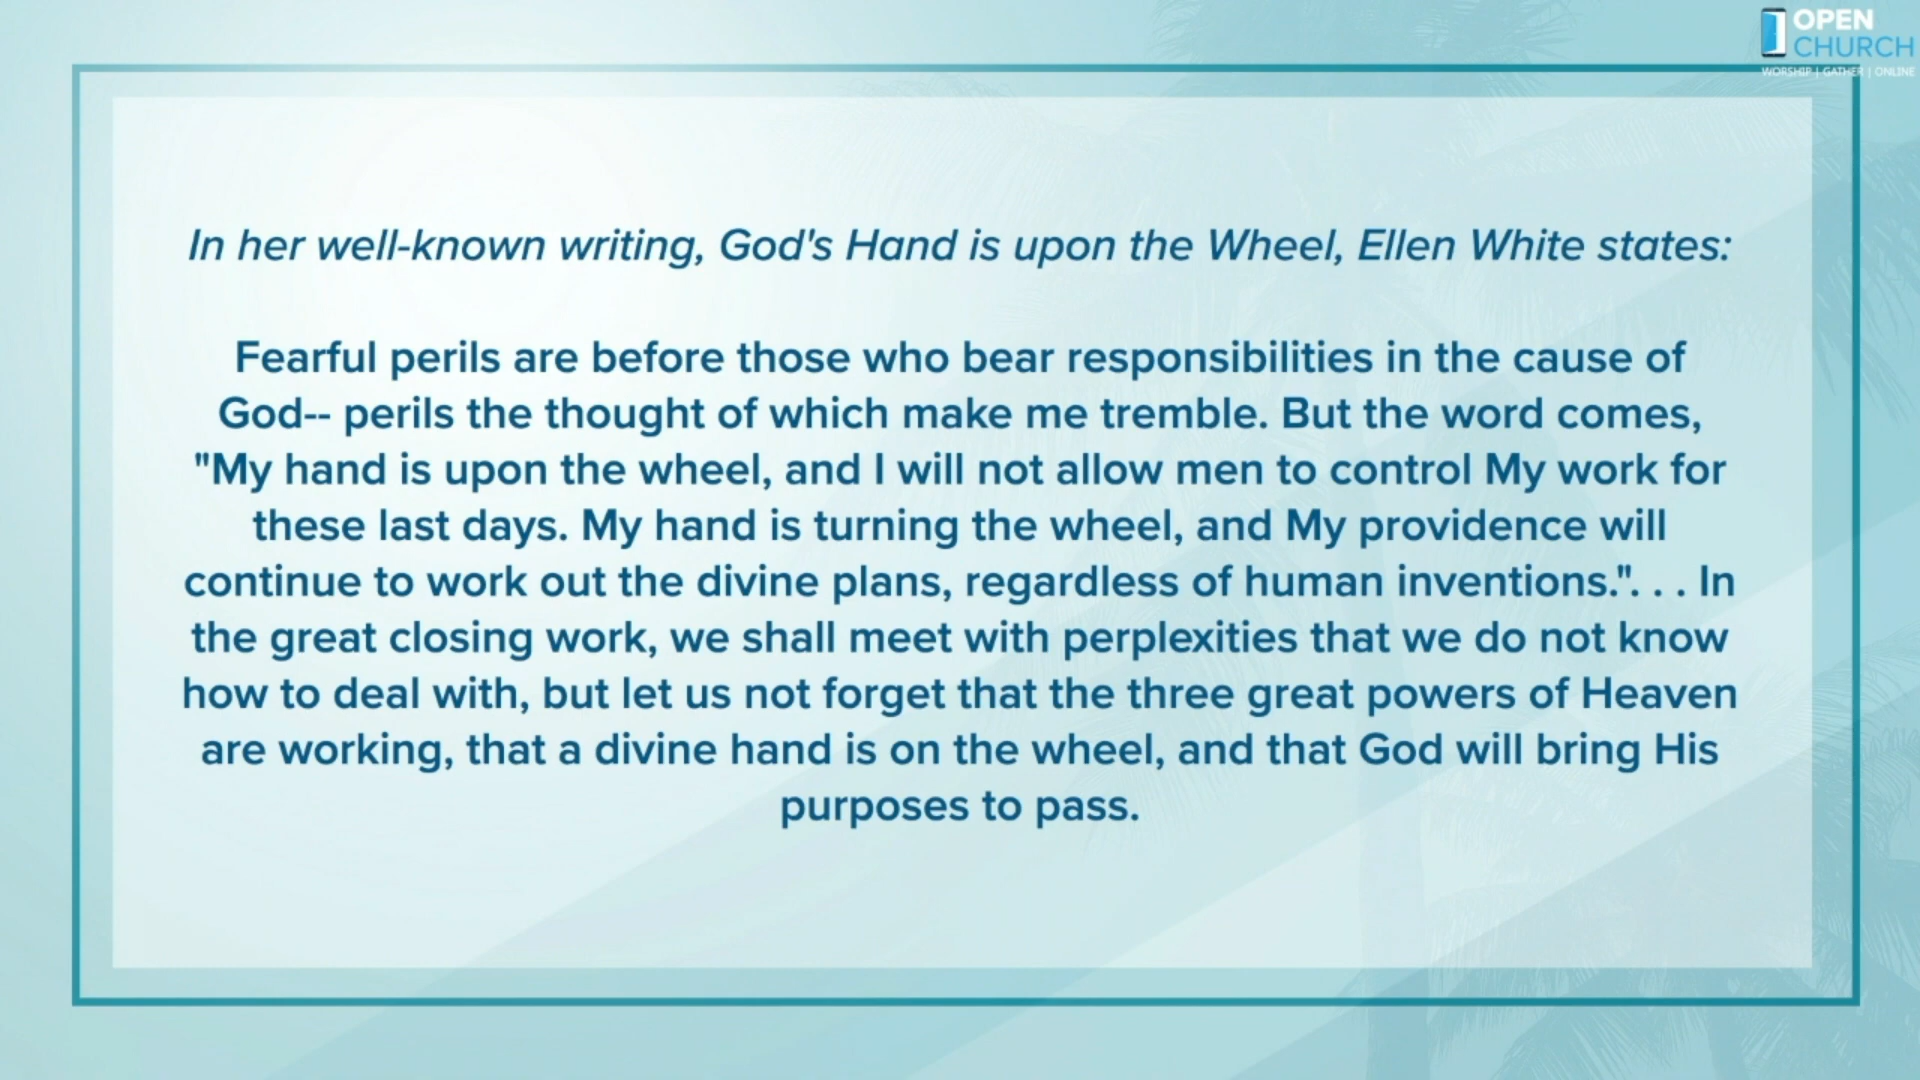 OPEN
CHURCH
WORSHIP | GATHER | ONLINE
In her well-known writing, God's Hand is upon the Wheel, Ellen White states:
Fearful perils are before those who bear responsibilities in the cause of
God-- perils the thought of which make me tremble. But the word comes,
"My hand is upon the wheel, and I will not allow men to control My work for
these last days. My hand is turning the wheel, and My providence will
continue to work out the divine plans, regardless of human inventions.". . . In
the great closing work, we shall meet with perplexities that we do not know
how to deal with, but let us not forget that the three great powers of Heaven
are working, that a divine hand is on the wheel, and that God will bring His
purposes to pass.